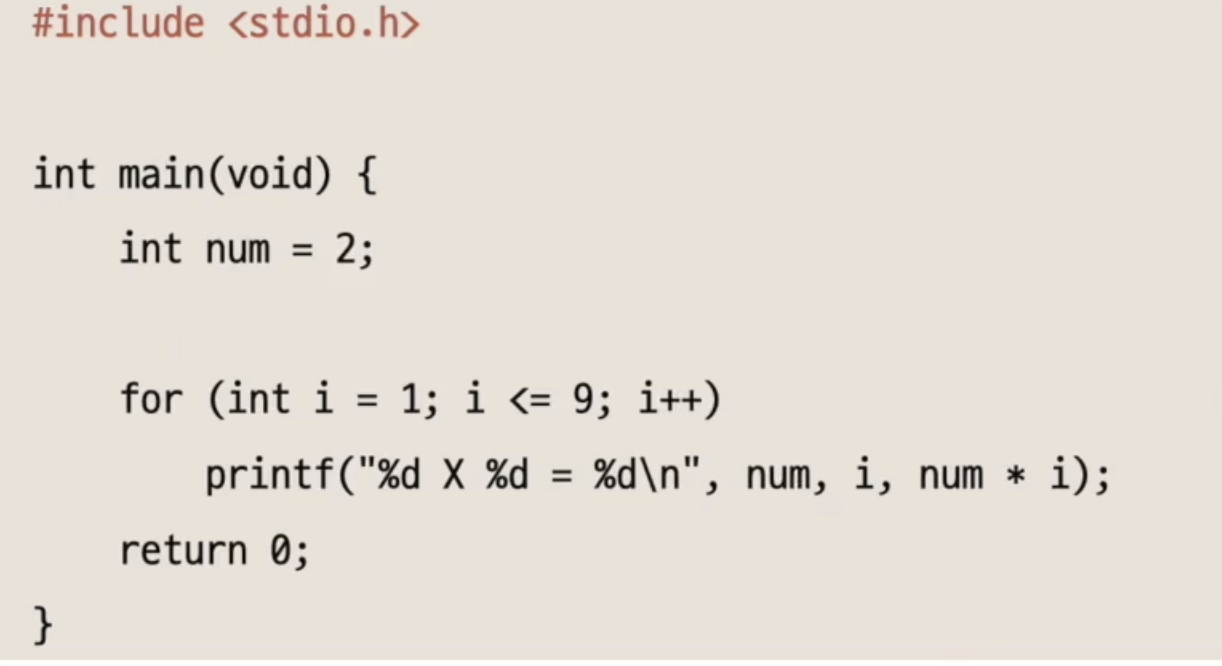 #include <stdio.h>
int main(void) {
    int num = 2;
    for (int i = 1; i <= 9; i++)
        printf("%d X %d = %d\n", num, i, num * i);
    return 0;
}